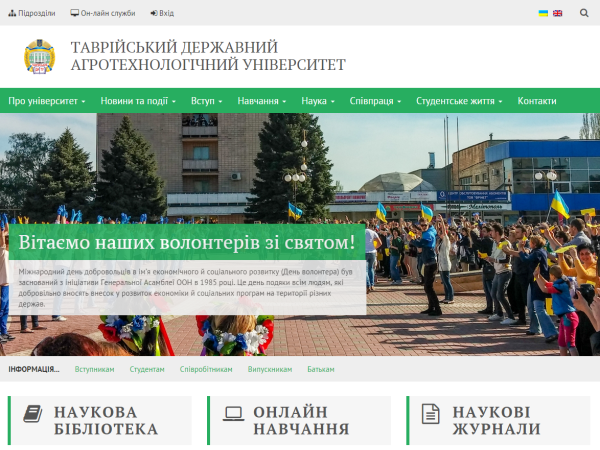 Підрозділи Он-лайн служби Вхід
ТАВРІЙСЬКИЙ ДЕРЖАВНИЙ
АГРОТЕХНОЛОГІЧНИЙ УНІВЕРСИТЕТ
Про університет Новини та події Вступ Навчання Наука Співпраця Студентське життя Контакти
Вітаємо наших волонтерів зі святом!
Міжнародний день добровольців в ім'я економічного й соціального розвитку (День волонтера) був
заснований з ініціативи Генеральної Асамблеї ООН в 1985 році. Це день подяки всім людям, які
добровільно вносять внесок у розвиток економіки й соціальних програм на території різних
держав.
ІНФОРМАЦІЯ... Вступникам Студентам Співробітникам Випускникам Батькам
НАУКОВА
БІБЛІОТЕКА
ОНЛАЙН
НАВЧАННЯ
НАУКОВІ
ЖУРНАЛИ